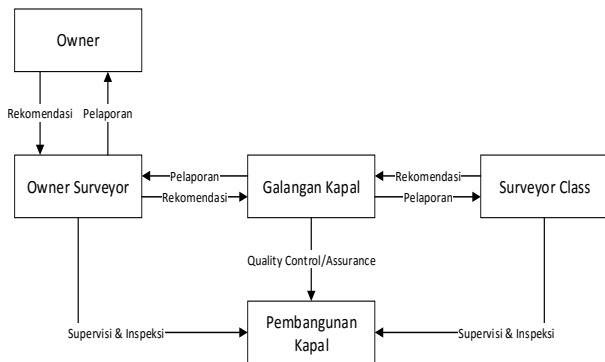 Owner
Rekomendasi
Pelaporan
Owner Surveyor
Pelaporan
Rekomendasi
Galangan Kapal
Rekomendasi
Pelaporan
Surveyor Class
Quality Control/Assurance
Supervisi & Inspeksi
Pembangunan
Kapal
Supervisi & Inspeksi